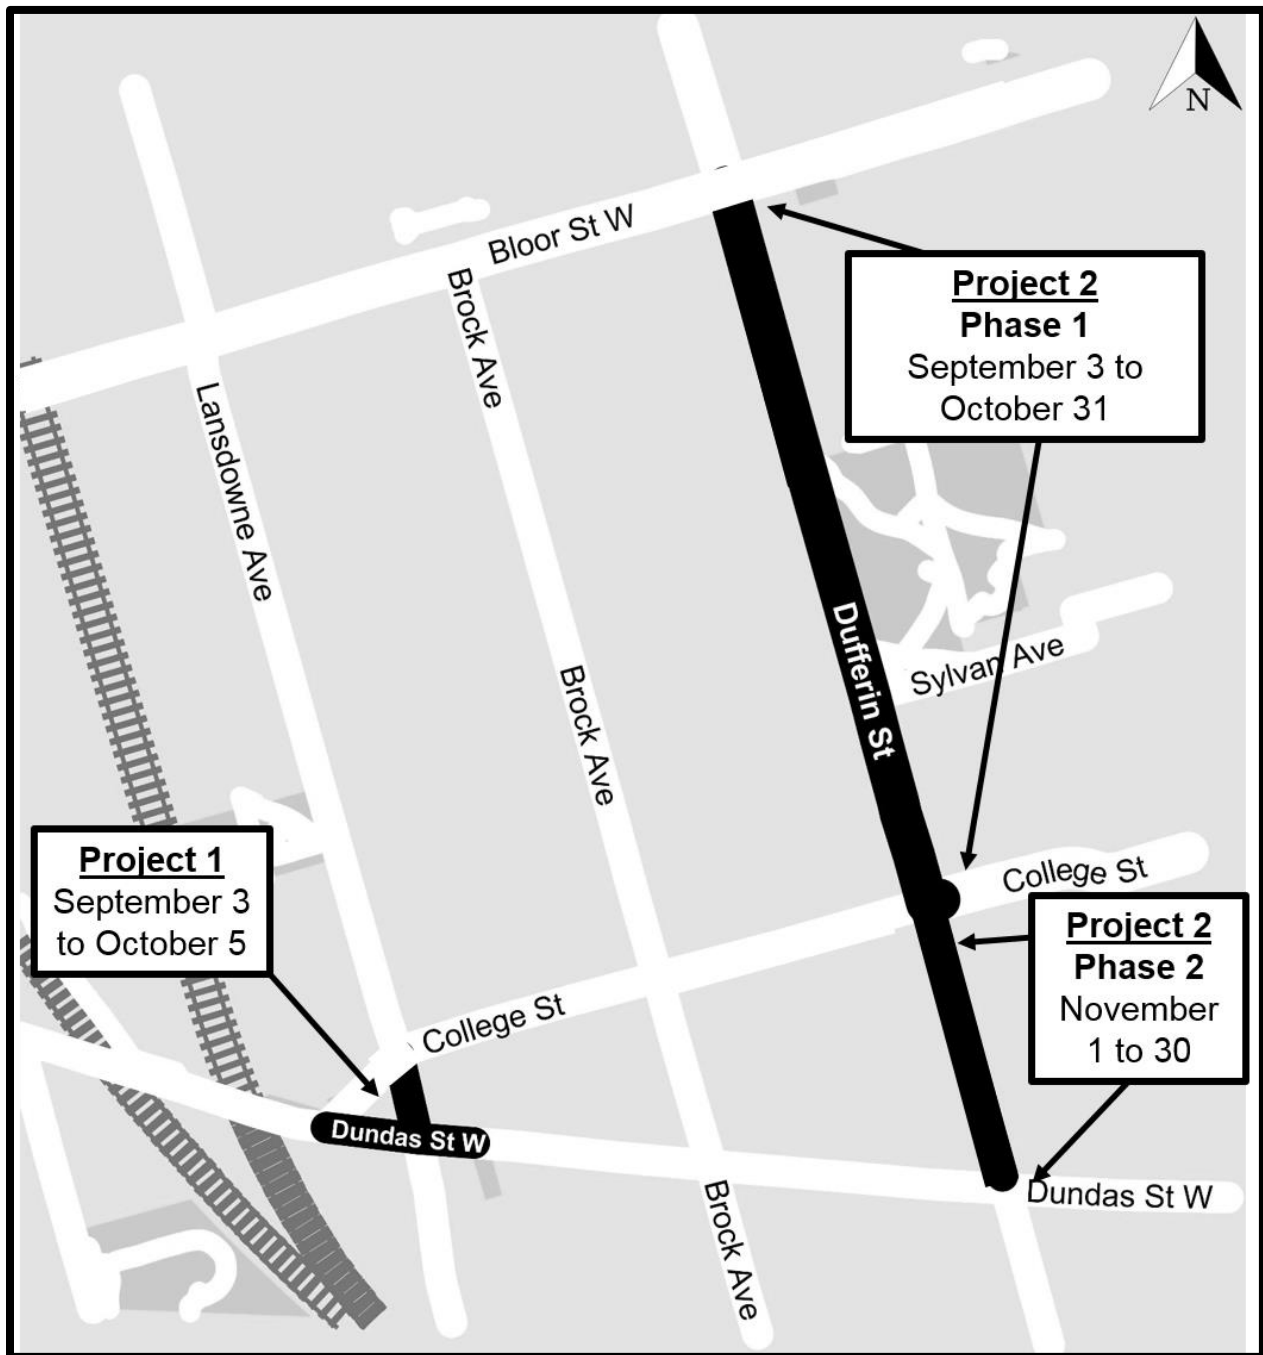 N
Bloor St W
Brock Ave
Project 2
Phase 1
September 3 to
October 31
Lansdowne Ave
Dufferin St
Sylvan Ave
Brock Ave
Project 1
September 3
to October 5
College St
Project 2
Phase 2
November
1 to 30
College St
Dundas St W
Dundas St W
Brock Ave